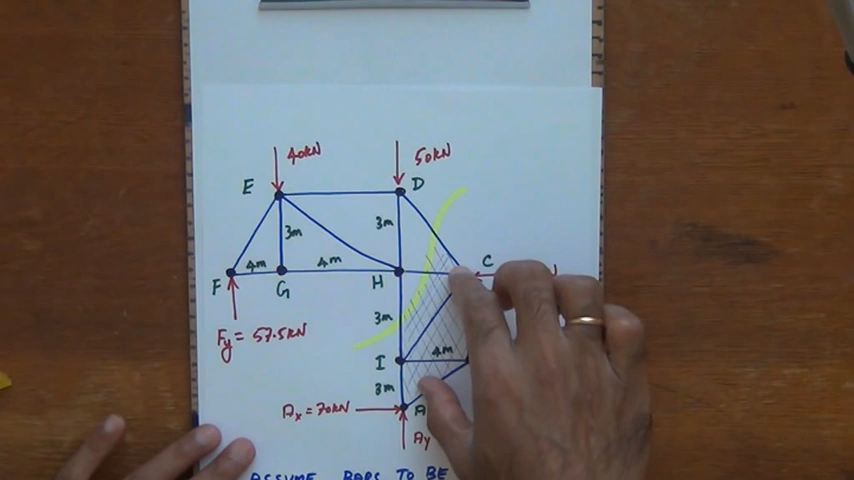 40kN
50kN
E
D
3m
3m
4m
4m
C
F
G
H
Fy = 57.5kN
3m
I
4m
3m
Ax = 70kN
A
Ay
ASSUME BARS TO BE